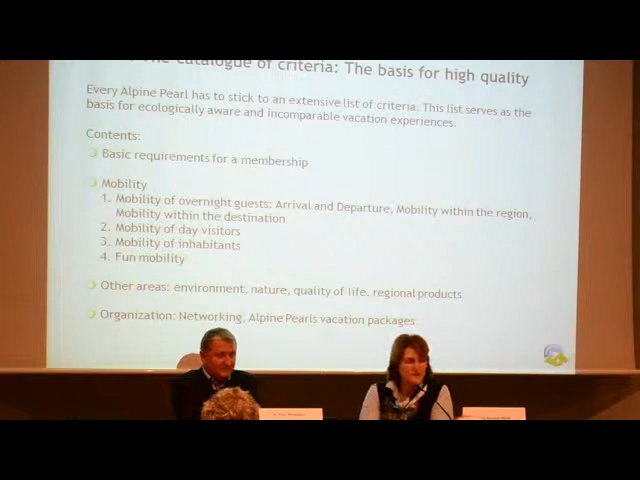 The catalogue of criteria: The basis for high quality
Every Alpine Pearl has to stick to an extensive list of criteria: This list serves as the
basis for ecologically aware and incomparable vacation experiences.
Contents:
Basic requirements for a membership
Mobility
1. Mobility of overnight guests: Arrival and Departure, Mobility within the region,
Mobility within the destination
2. Mobility of day visitors
3. Mobility of inhabitants
4. Fun mobility
Other areas: environment, nature, quality of life. regional products
Organization: Networking, Alpine Pearls vacation packages